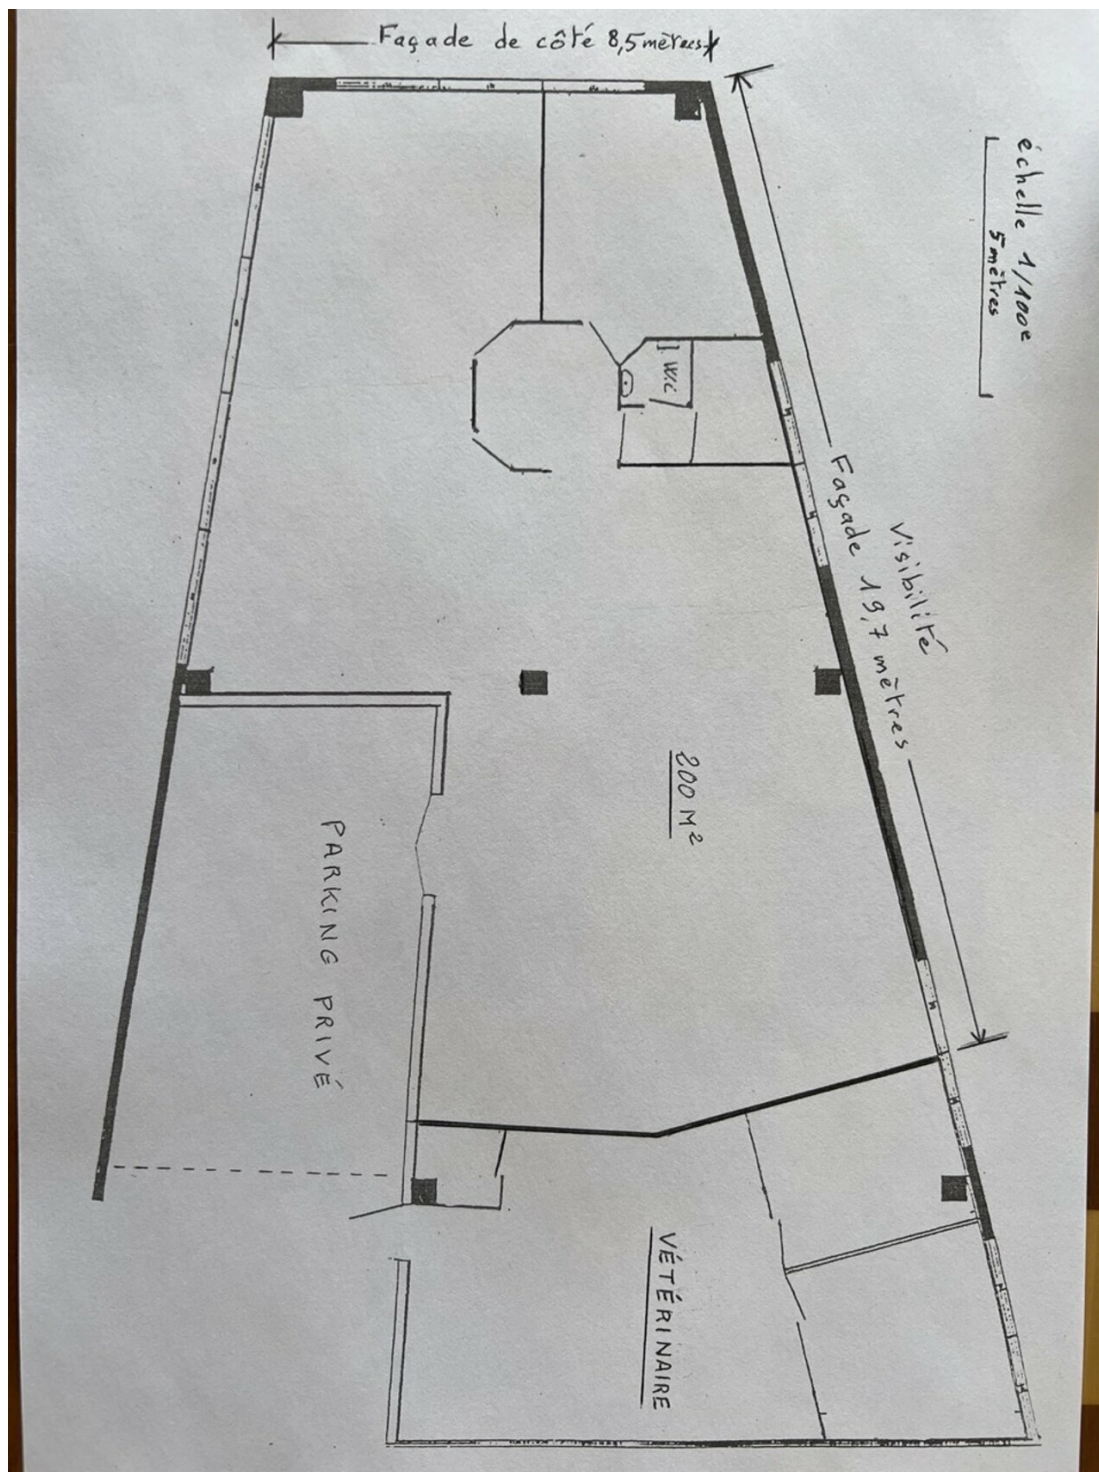 Façade de côté 8,5 mètres
échelle 1/100e
5 mètres
Visibilité
Façade 19,7 mètres
W.C
200 M²
PARKING PRIVÉ
VÉTÉRINAIRE